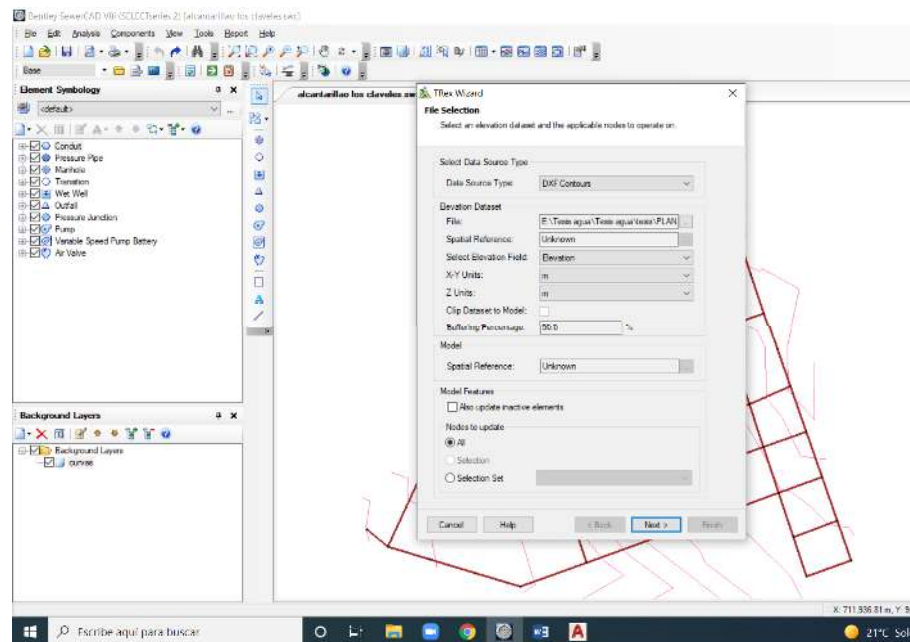 Bentley SewerCAD V8i (SELECTseries 2) [alcantarillao los claveles.swc]
File Edit Analysis Components View Tools Report Help
Base
Element Symbology
<default>
Conduit
Pressure Pipe
Manhole
Transition
Wet Well
Outfall
Pressure Junction
Pump
Variable Speed Pump Battery
Air Valve
Background Layers
Background Layers
curvas
alcantarillao los claveles.sw
TRex Wizard
File Selection
Select an elevation dataset and the applicable nodes to operate on.
Select Data Source Type
Data Source Type: DXF Contours
Elevation Dataset
File: E:\Tesis agua\Tesis agua\tesis\PLAN ...
Spatial Reference: Unknown
Select Elevation Field: Elevation
X-Y Units: m
Z Units: m
Clip Dataset to Model:
Buffering Percentage: 50.0 %
Model
Spatial Reference: Unknown
Model Features
Also update inactive elements
Nodes to update
All
Selection
Selection Set
Cancel Help < Back Next > Finish
X: 711,936.81 m, Y: 9
Escribe aquí para buscar
21°C Sol